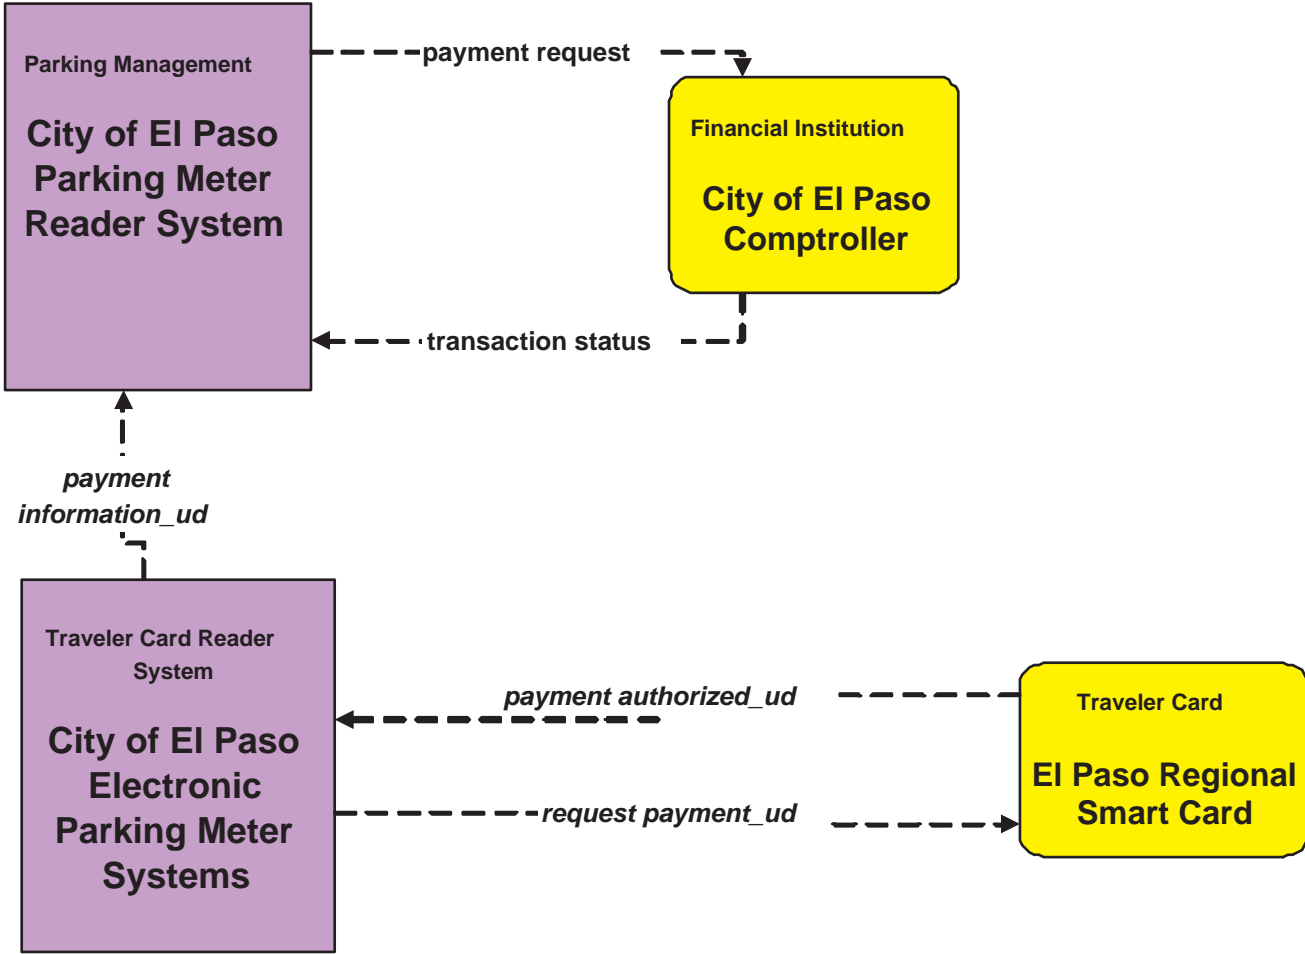 Parking Management
City of El Paso
Parking Meter
Reader System
payment request
Financial Institution
City of El Paso
Comptroller
transaction status
payment
information_ud
Traveler Card Reader
System
City of El Paso
Electronic
Parking Meter
Systems
payment authorized_ud
request payment_ud
Traveler Card
El Paso Regional
Smart Card